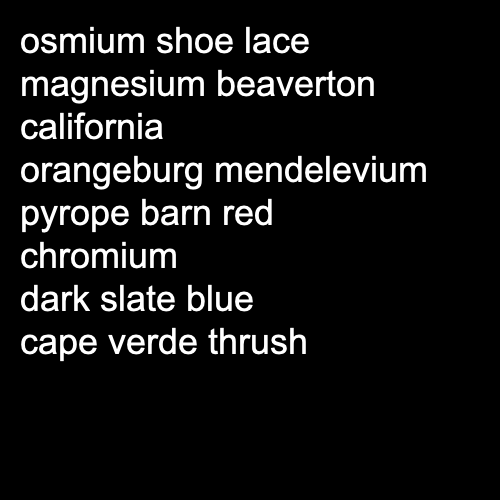 osmium shoe lace
magnesium beaverton
california
orangeburg mendelevium
pyrope barn red
chromium
dark slate blue
cape verde thrush